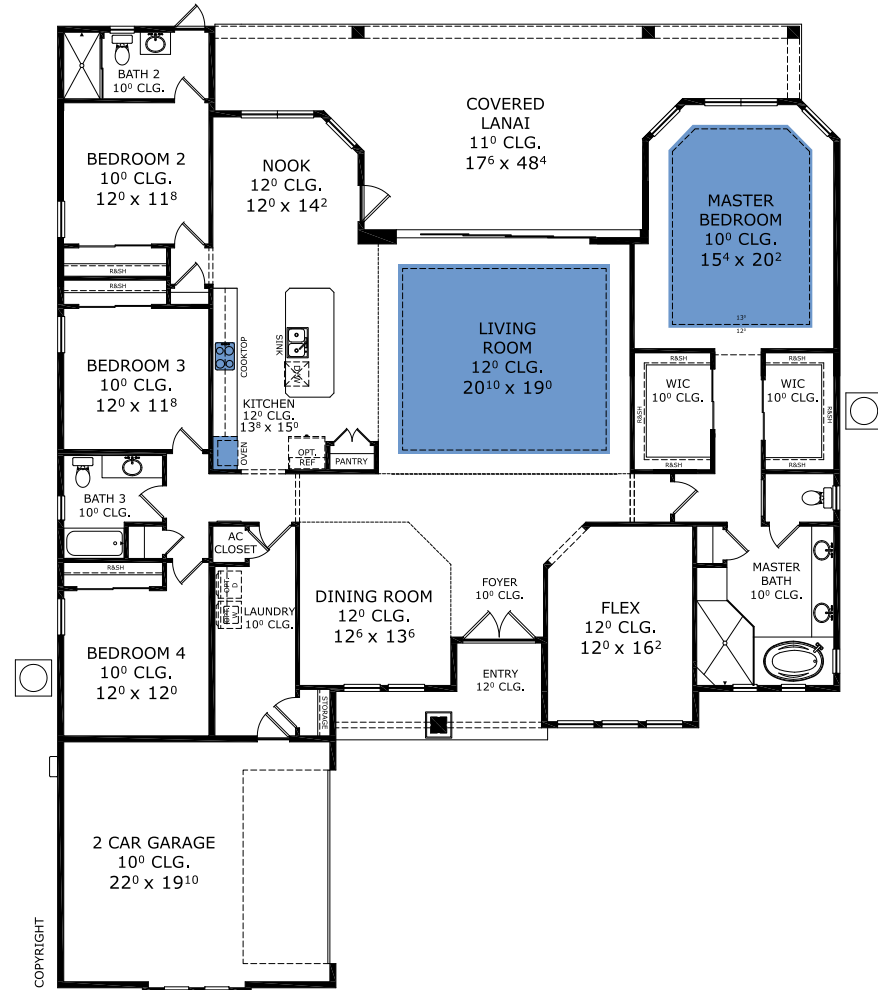 BATH 2
10⁰ CLG.
COVERED
LANAI
11⁰ CLG.
17⁶ x 48⁴
BEDROOM 2
10⁰ CLG.
12⁰ x 11⁸
NOOK
12⁰ CLG.
12⁰ x 14²
MASTER
BEDROOM
10⁰ CLG.
15⁴ x 20²
R&SH
R&SH
COOKTOP
SINK
D/W
LIVING
ROOM
12⁰ CLG.
20¹⁰ x 19⁰
BEDROOM 3
10⁰ CLG.
12⁰ x 11⁸
KITCHEN
12⁰ CLG.
13⁸ x 15⁰
OVEN
OPT.
REF
PANTRY
R&SH
WIC
10⁰ CLG.
R&SH
R&SH
R&SH
WIC
10⁰ CLG.
R&SH
R&SH
BATH 3
10⁰ CLG.
R&SH
AC
CLOSET
OPT.
D
W
LAUNDRY
10⁰ CLG.
DINING ROOM
12⁰ CLG.
12⁶ x 13⁶
FOYER
10⁰ CLG.
FLEX
12⁰ CLG.
12⁰ x 16²
MASTER
BATH
10⁰ CLG.
BEDROOM 4
10⁰ CLG.
12⁰ x 12⁰
ENTRY
12⁰ CLG.
STORAGE
2 CAR GARAGE
10⁰ CLG.
22⁰ x 19¹⁰
COPYRIGHT